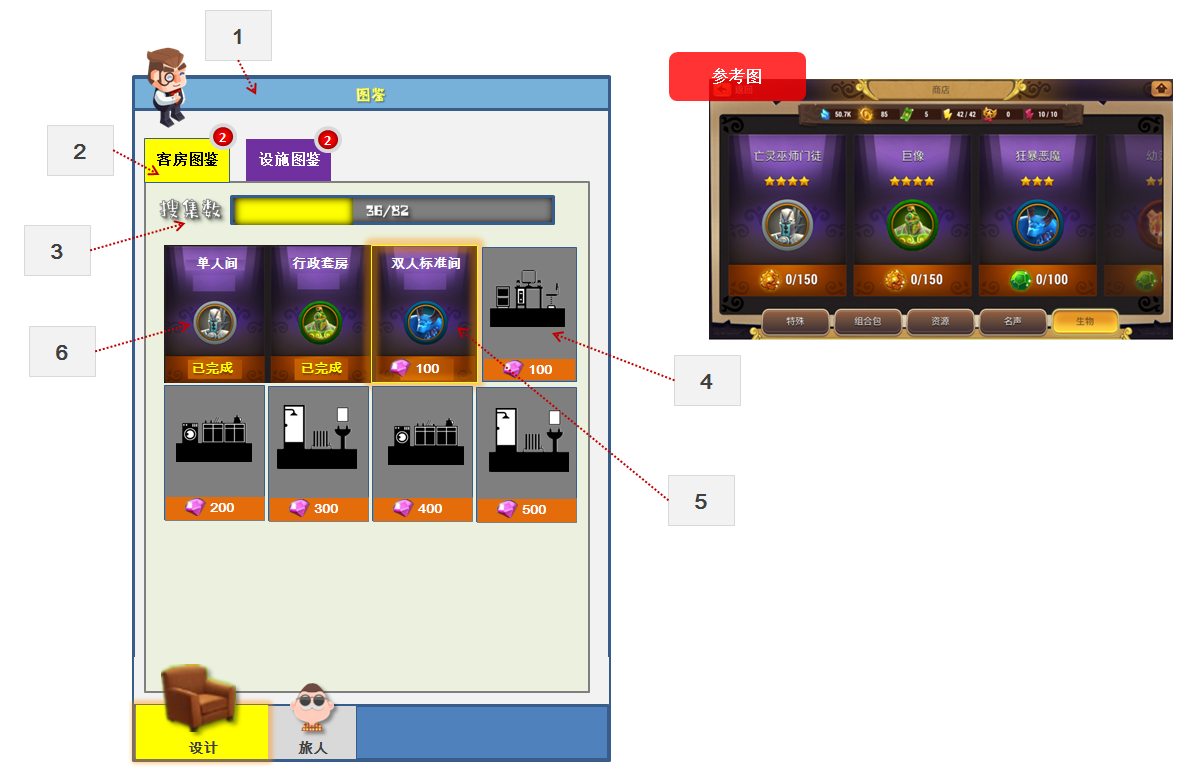 1
图鉴
2
客房图鉴
2
设施图鉴
2
搜集数
36/82
3
单人间
行政套房
双人标准间
已完成
已完成
100
100
6
200
300
400
500
4
5
设计
旅人
参考图
返回
商店
50.7K
85
5
42/42
0
10/10
亡灵巫师门徒
巨像
狂暴恶魔
0/150
0/150
0/100
特殊
组合包
资源
名声
生物